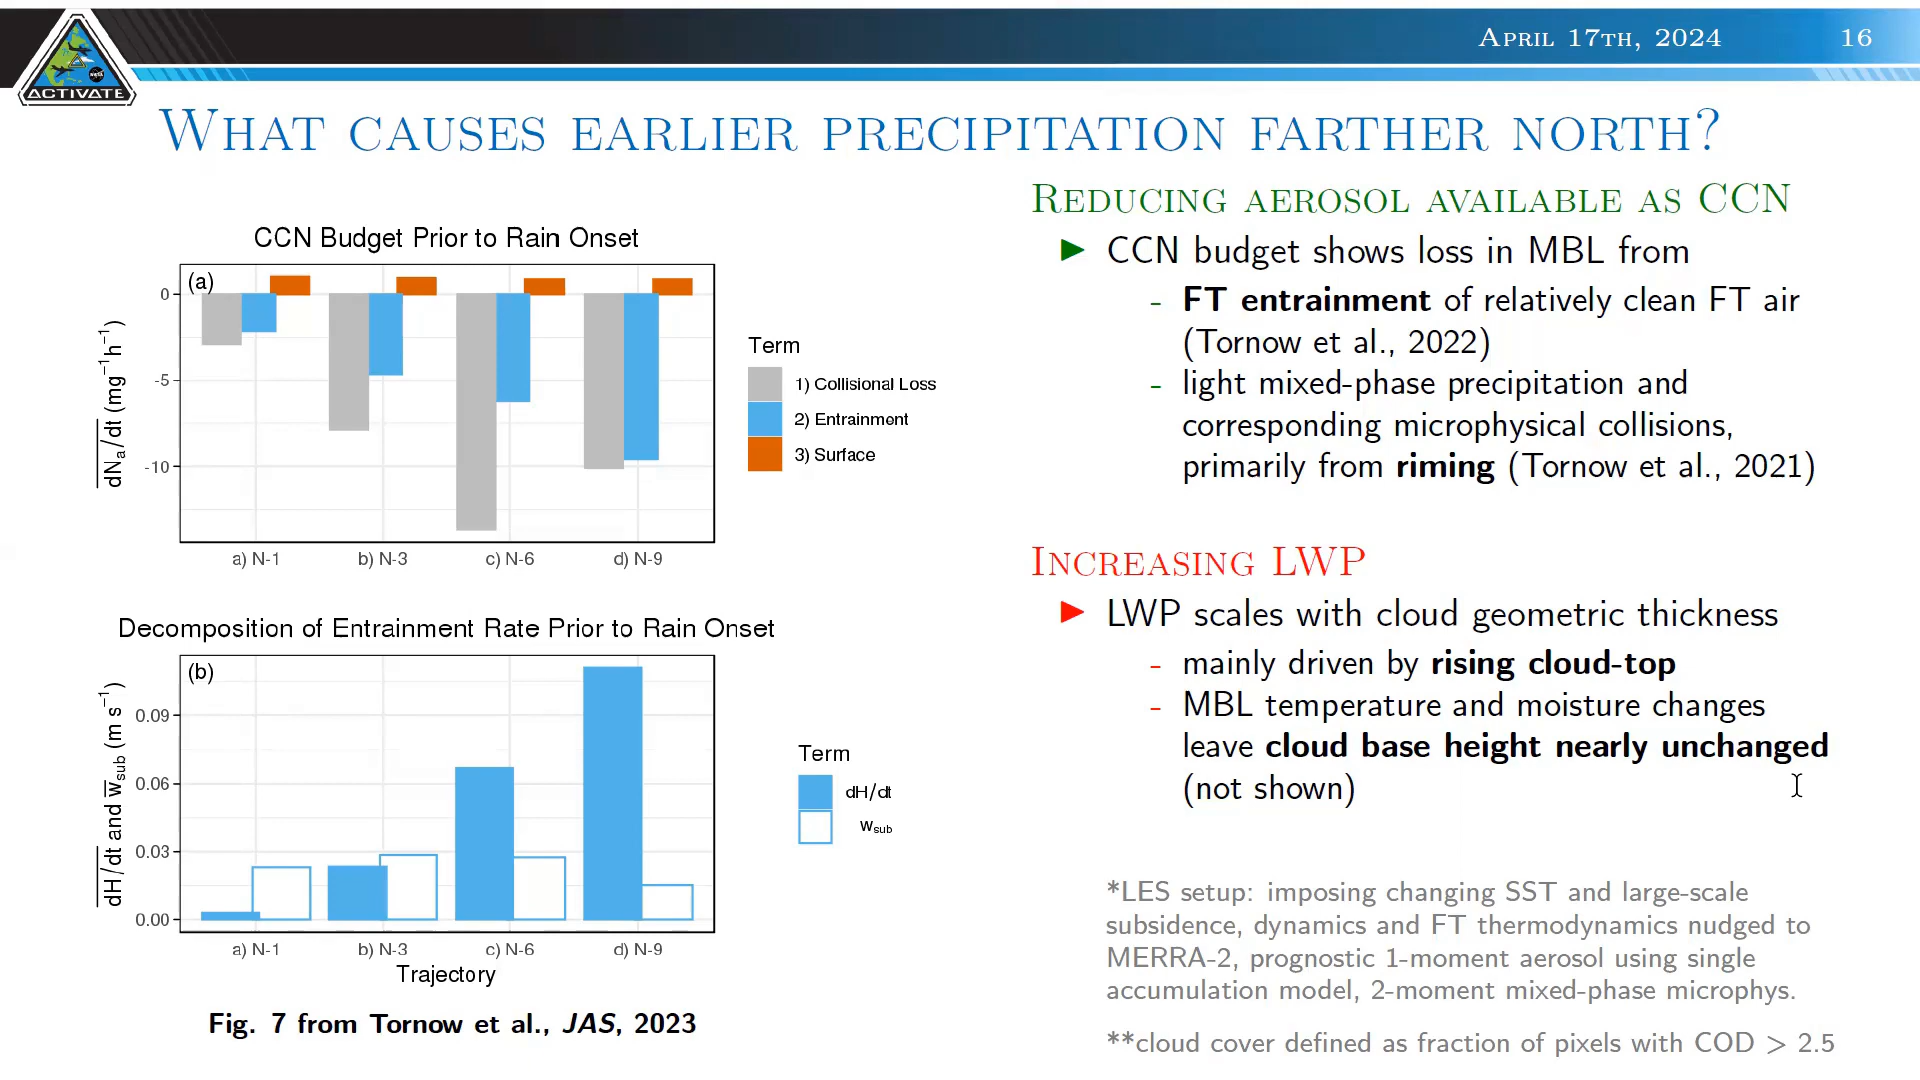 APRIL 17TH, 2024
16
ACTIVATE
WHAT CAUSES EARLIER PRECIPITATION FARTHER NORTH?
CCN Budget Prior to Rain Onset
(a)
dNa/dt (mg⁻¹h⁻¹)
0
-5
-10
a) N-1
b) N-3
c) N-6
d) N-9
Term
1) Collisional Loss
2) Entrainment
3) Surface
Decomposition of Entrainment Rate Prior to Rain Onset
(b)
dH/dt and wsub (m s⁻¹)
0.09
0.06
0.03
0.00
a) N-1
b) N-3
c) N-6
d) N-9
Trajectory
Term
dH/dt
wsub
Fig. 7 from Tornow et al., JAS, 2023
REDUCING AEROSOL AVAILABLE AS CCN
CCN budget shows loss in MBL from
- FT entrainment of relatively clean FT air
(Tornow et al., 2022)
- light mixed-phase precipitation and
corresponding microphysical collisions,
primarily from riming (Tornow et al., 2021)
INCREASING LWP
LWP scales with cloud geometric thickness
- mainly driven by rising cloud-top
- MBL temperature and moisture changes
leave cloud base height nearly unchanged
(not shown)
*LES setup: imposing changing SST and large-scale
subsidence, dynamics and FT thermodynamics nudged to
MERRA-2, prognostic 1-moment aerosol using single
accumulation model, 2-moment mixed-phase microphys.
**cloud cover defined as fraction of pixels with COD > 2.5